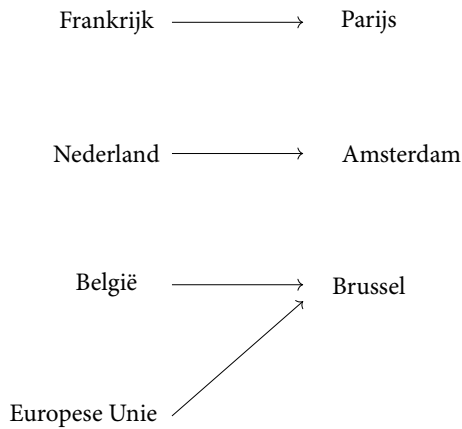 Frankrijk Parijs
Nederland Amsterdam
België Brussel
Europese Unie